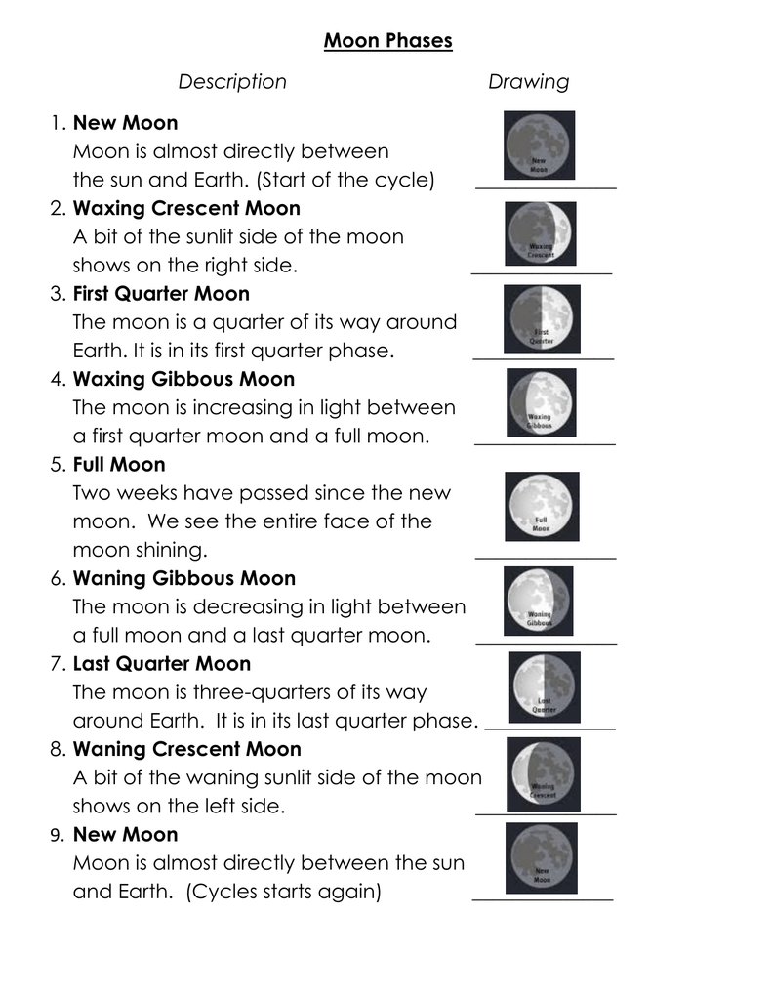 Moon Phases
Description Drawing
1. New Moon
Moon is almost directly between
the sun and Earth. (Start of the cycle)
New
Moon
2. Waxing Crescent Moon
A bit of the sunlit side of the moon
shows on the right side.
Waxing
Crescent
3. First Quarter Moon
The moon is a quarter of its way around
Earth. It is in its first quarter phase.
First
Quarter
4. Waxing Gibbous Moon
The moon is increasing in light between
a first quarter moon and a full moon.
Waxing
Gibbous
5. Full Moon
Two weeks have passed since the new
moon.  We see the entire face of the
moon shining.
Full
Moon
6. Waning Gibbous Moon
The moon is decreasing in light between
a full moon and a last quarter moon.
Waning
Gibbous
7. Last Quarter Moon
The moon is three-quarters of its way
around Earth.  It is in its last quarter phase.
Last
Quarter
8. Waning Crescent Moon
A bit of the waning sunlit side of the moon
shows on the left side.
Waning
Crescent
9. New Moon
Moon is almost directly between the sun
and Earth.  (Cycles starts again)
New
Moon